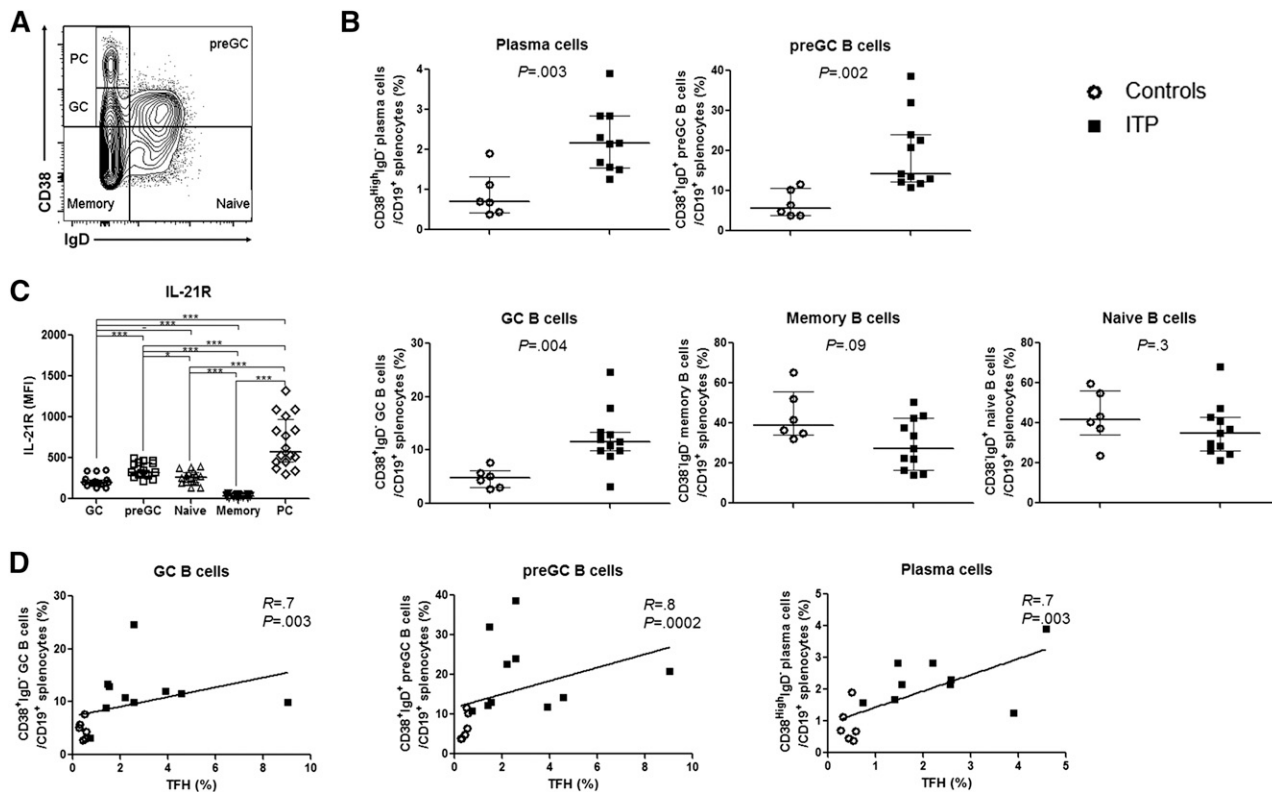 A
CD38
IgD
PC
GC
preGC
Memory
Naive
B
Plasma cells
P=.003
CD38HighIgD- plasma cells
/CD19+ splenocytes (%)
4
3
2
1
0
preGC B cells
P=.002
CD38+IgD+ preGC B cells
/CD19+ splenocytes (%)
40
30
20
10
0
Controls
ITP
C
IL-21R
IL-21R (MFI)
2000
1500
1000
500
0
***
***
–
***
***
***
*
***
***
***
GC
preGC
Naive
Memory
PC
GC B cells
P=.004
CD38+IgD- GC B cells
/CD19+ splenocytes (%)
30
20
10
0
Memory B cells
P=.09
CD38-IgD- memory B cells
/CD19+ splenocytes (%)
80
60
40
20
0
Naive B cells
P=.3
CD38-IgD+ naive B cells
/CD19+ splenocytes (%)
80
60
40
20
0
D
GC B cells
R=.7
P=.003
CD38+IgD- GC B cells
/CD19+ splenocytes (%)
30
20
10
0
0 2 4 6 8 10
TFH (%)
preGC B cells
R=.8
P=.0002
CD38+IgD+ preGC B cells
/CD19+ splenocytes (%)
40
30
20
10
0
0 2 4 6 8 10
TFH (%)
Plasma cells
R=.7
P=.003
CD38HighIgD- plasma cells
/CD19+ splenocytes (%)
5
4
3
2
1
0
0 1 2 3 4 5
TFH (%)